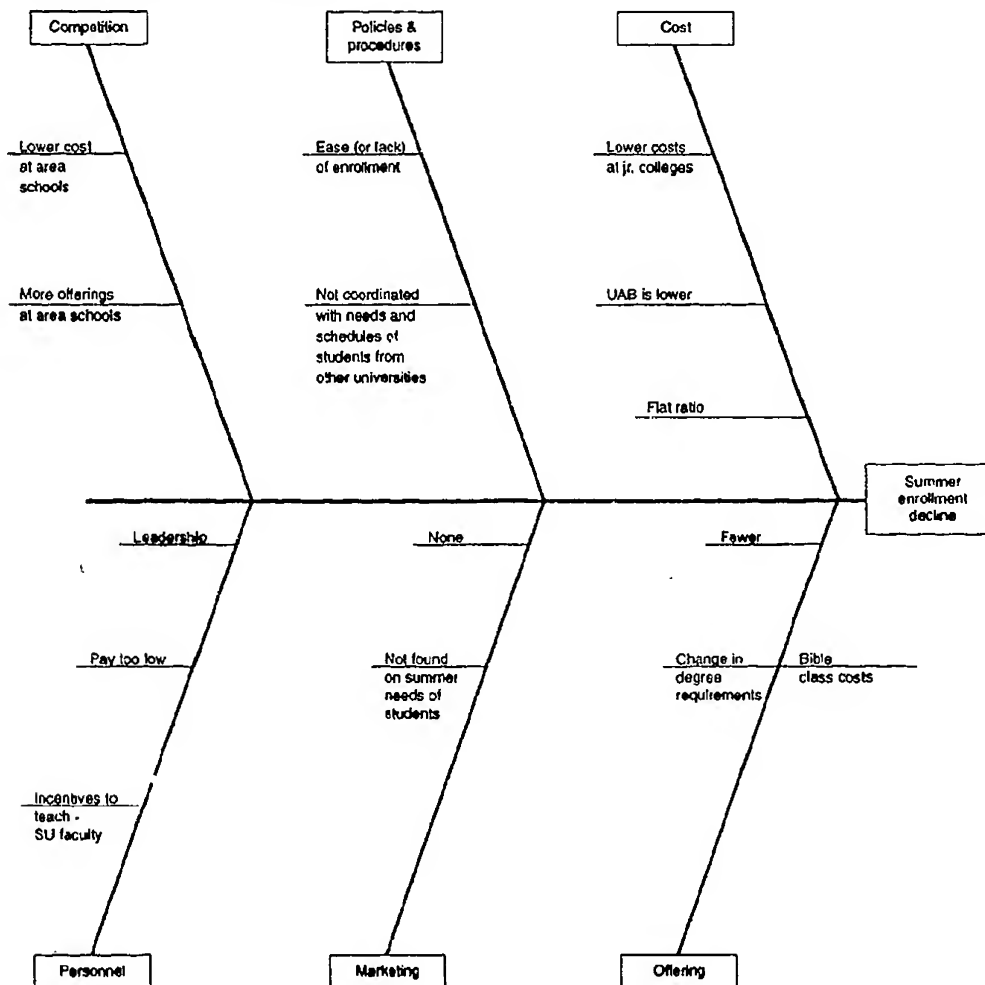 Competition
Policies &
procedures
Cost
Lower cost
at area
schools
Ease (or lack)
of enrollment
Lower costs
at jr. colleges
More offerings
at area schools
Not coordinated
with needs and
schedules of
students from
other universities
UAB is lower
Flat ratio
Summer
enrollment
decline
Leadership
None
Fewer
Pay too low
Not found
on summer
needs of
students
Change in
degree
requirements
Bible
class costs
Incentives to
teach -
SU faculty
Personnel
Marketing
Offering